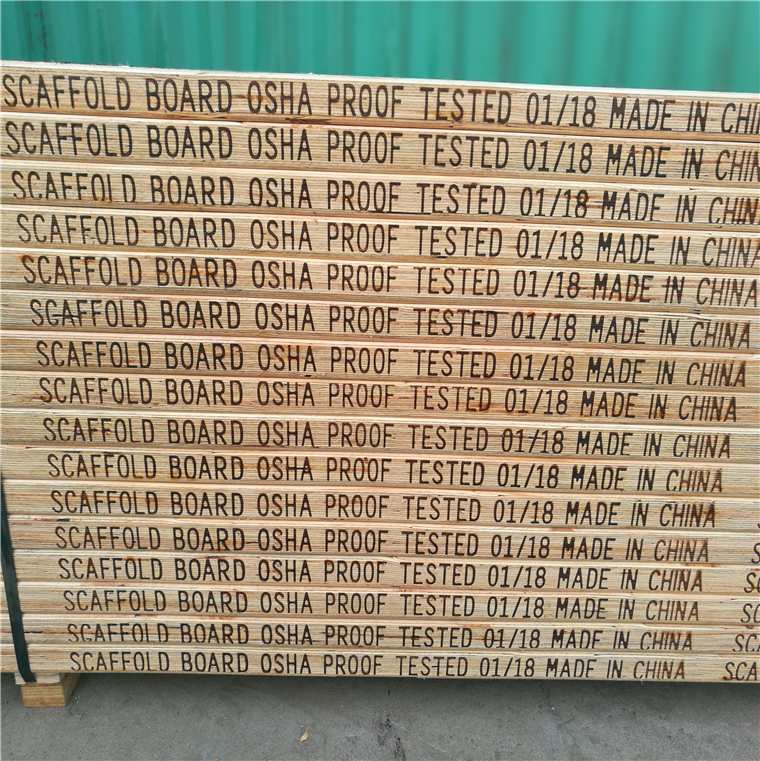 SCAFFOLD BOARD OSHA PROOF TESTED 01/18 MADE IN CHI
SCAFFOLD BOARD OSHA PROOF TESTED 01/18 MADE IN CHIN
SCAFFOLD BOARD OSHA PROOF TESTED 01/18 MADE IN CHIN
SCAFFOLD BOARD OSHA PROOF TESTED 01/18 MADE IN CHINA
SCAFFOLD BOARD OSHA PROOF TESTED 01/18 MADE IN CHINA
SCAFFOLD BOARD OSHA PROOF TESTED 01/18 MADE IN CHINA
SCAFFOLD BOARD OSHA PROOF TESTED 01/18 MADE IN CHINA
SCAFFOLD BOARD OSHA PROOF TESTED 01/18 MADE IN CHINA
SCAFFOLD BOARD OSHA PROOF TESTED 01/18 MADE IN CHINA
SCAFFOLD BOARD OSHA PROOF TESTED 01/18 MADE IN CHINA
SCAFFOLD BOARD OSHA PROOF TESTED 01/18 MADE IN CHINA
SCAFFOLD BOARD OSHA PROOF TESTED 01/18 MADE IN CHINA
SCAFFOLD BOARD OSHA PROOF TESTED 01/18 MADE IN CHINA S
SCAFFOLD BOARD OSHA PROOF TESTED 01/18 MADE IN CHINA SC
SCAFFOLD BOARD OSHA PROOF TESTED 01/18 MADE IN CHINA SC
SCAFFOLD BOARD OSHA PROOF TESTED 01/18 MADE IN CHINA SCA